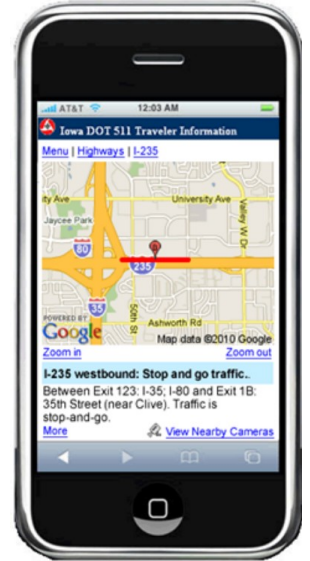 AT&T 12:03 AM
Iowa DOT 511 Traveler Information
Menu | Highways | I-235
ity Ave University Ave
Jaycee Park
Valley W Dr
80
235
35
50th St
Ashworth Rd
POWERED BY
Google Map data ©2010 Google
Zoom in Zoom out
I-235 westbound: Stop and go traffic..
Between Exit 123: I-35; I-80 and Exit 1B:
35th Street (near Clive). Traffic is
stop-and-go.
More View Nearby Cameras